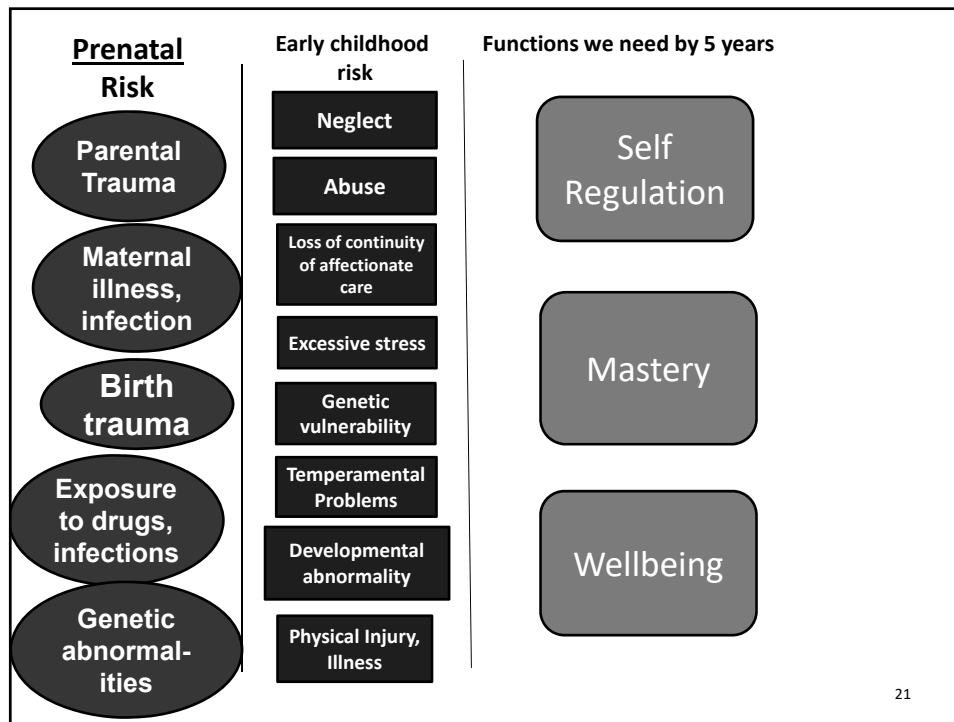 Prenatal
Risk
Parental
Trauma
Maternal
illness,
infection
Birth
trauma
Exposure
to drugs,
infections
Genetic
abnormal-
ities
Early childhood
risk
Neglect
Abuse
Loss of continuity
of affectionate
care
Excessive stress
Genetic
vulnerability
Temperamental
Problems
Developmental
abnormality
Physical Injury,
Illness
Functions we need by 5 years
Self
Regulation
Mastery
Wellbeing
21